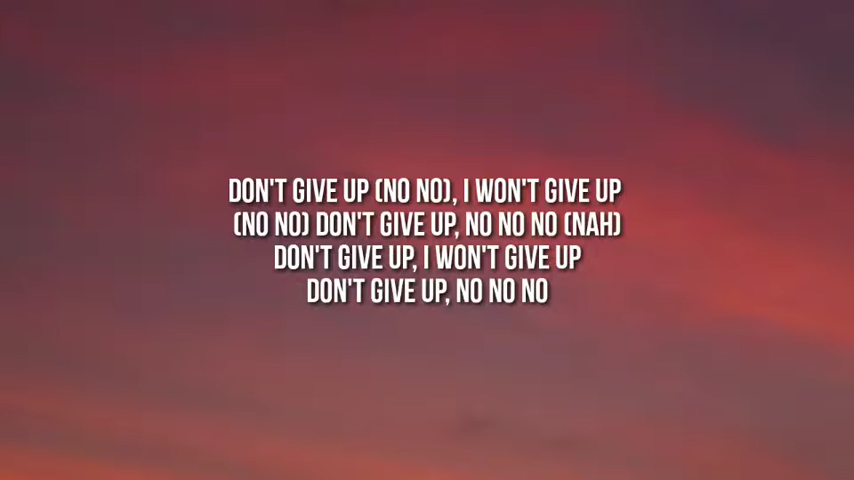 DON'T GIVE UP (NO NO), I WON'T GIVE UP
(NO NO) DON'T GIVE UP, NO NO NO (NAH)
DON'T GIVE UP, I WON'T GIVE UP
DON'T GIVE UP, NO NO NO